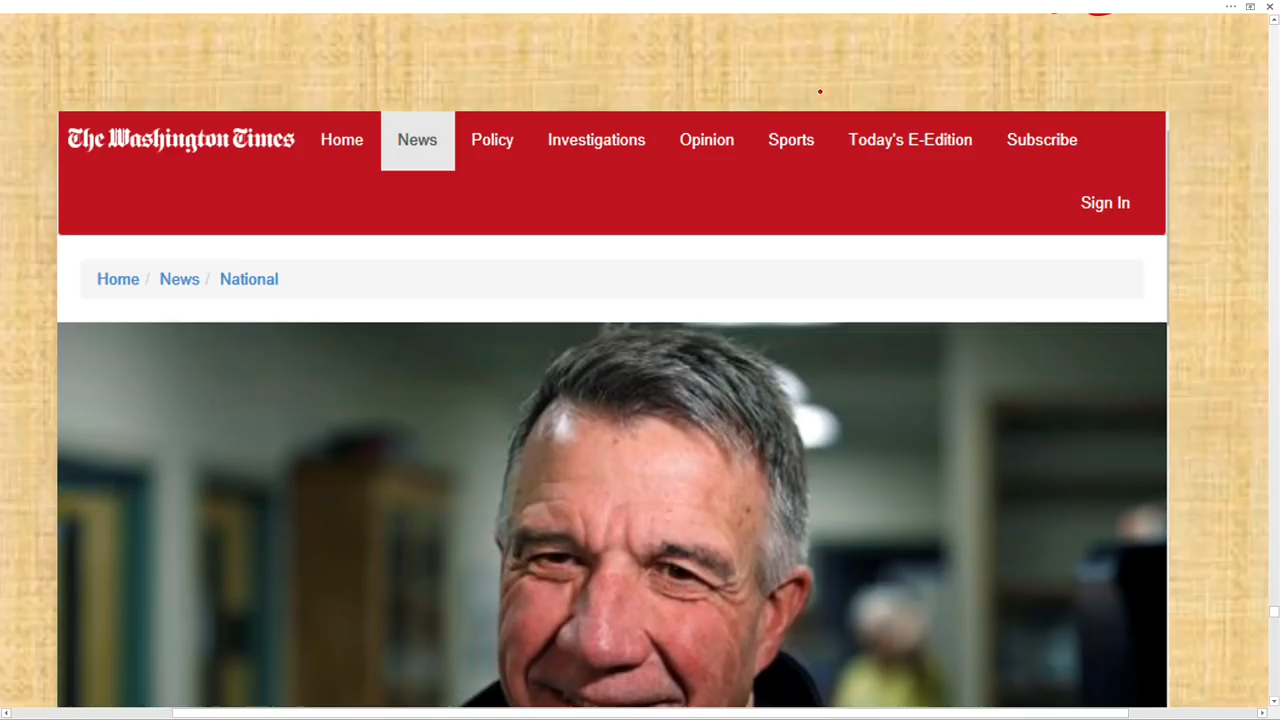 The Washington Times Home News Policy Investigations Opinion Sports Today's E-Edition Subscribe
Sign In
Home / News / National